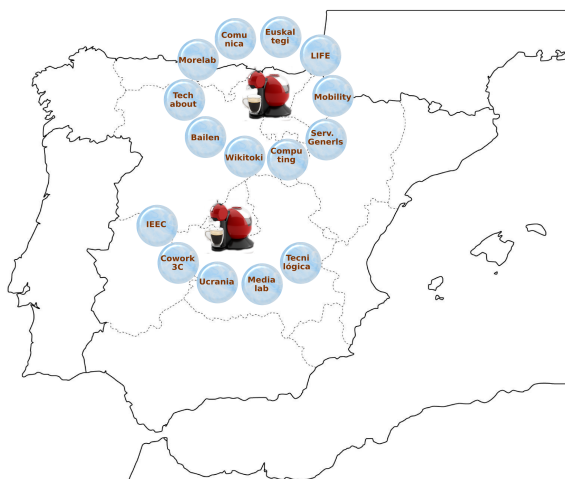 Comu
nica
Euskal
tegi
Morelab
LIFE
Tech
about
Mobility
Bailen
Serv.
Generls
Wikitoki
Compu
ting
IEEC
Cowork
3C
Ucrania
Media
lab
Tecni
lógica